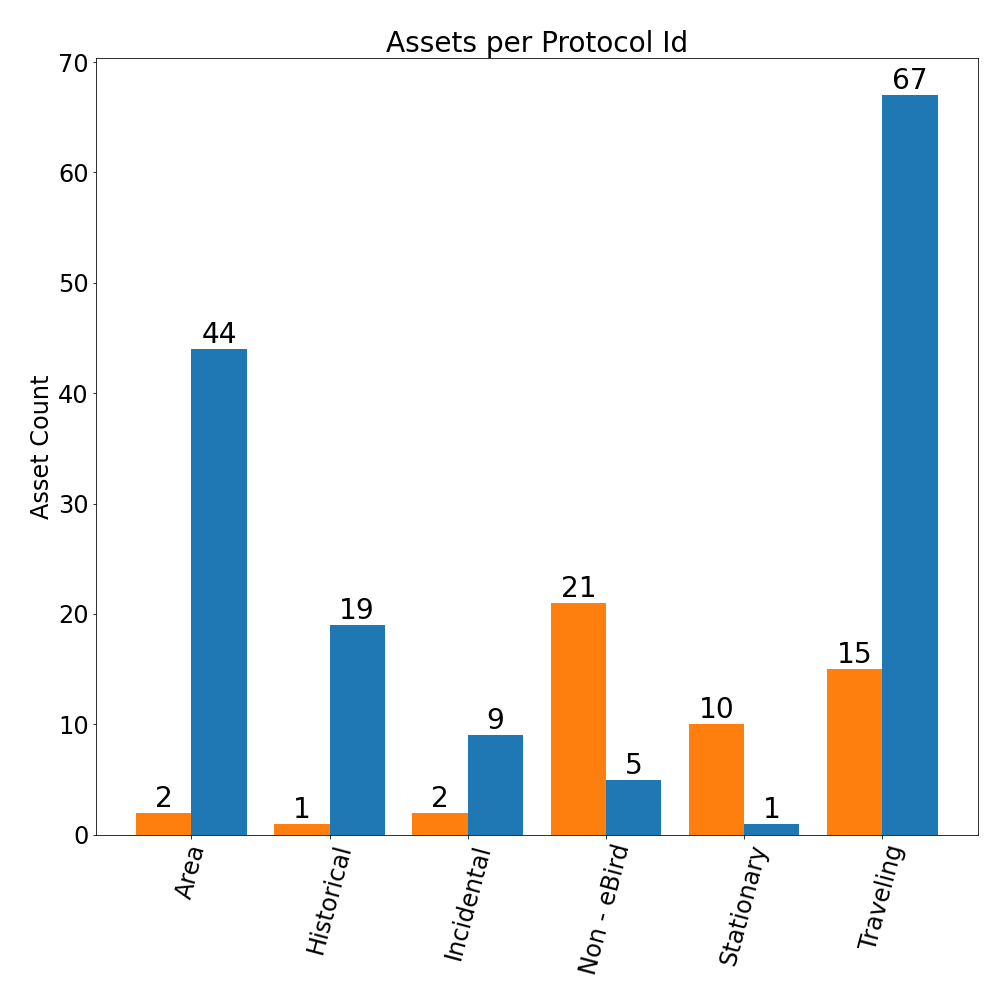 Assets per Protocol Id
Asset Count
70
60
50
40
30
20
10
0
2
44
1
19
2
9
21
5
10
1
15
67
Area
Historical
Incidental
Non - eBird
Stationary
Traveling